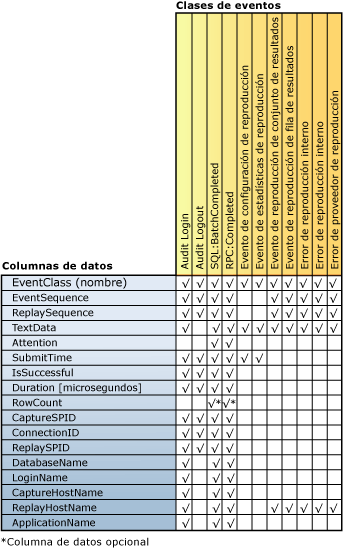 Clases de eventos
Audit Login
Audit Logout
SQL:BatchCompleted
RPC:Completed
Evento de configuración de reproducción
Evento de estadísticas de reproducción
Evento de reproducción de conjunto de resultados
Evento de reproducción de fila de resultados
Error de reproducción interno
Error de reproducción interno
Error de proveedor de reproducción
Columnas de datos
EventClass (nombre) √ √ √ √ √ √ √ √ √ √ √
EventSequence √ √ √ √ √ √ √ √ √
ReplaySequence √ √ √ √ √ √ √ √ √
TextData √ √ √ √ √ √ √ √ √ √
Attention √ √
SubmitTime √ √ √ √ √ √
IsSuccessful √ √ √ √
Duration [microsegundos] √ √ √ √
RowCount √* √*
CaptureSPID √ √ √ √
ConnectionID √ √ √ √
ReplaySPID √ √ √ √
DatabaseName √ √ √
LoginName √ √ √
CaptureHostName √ √ √
ReplayHostName √ √ √ √ √ √ √ √
ApplicationName √ √ √
*Columna de datos opcional